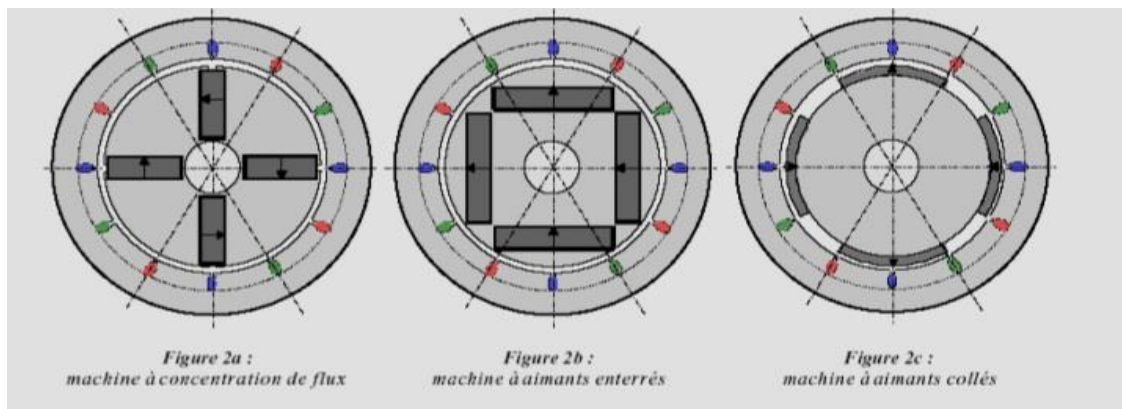 Figure 2a :
machine à concentration de flux
Figure 2b :
machine à aimants enterrés
Figure 2c :
machine à aimants collés